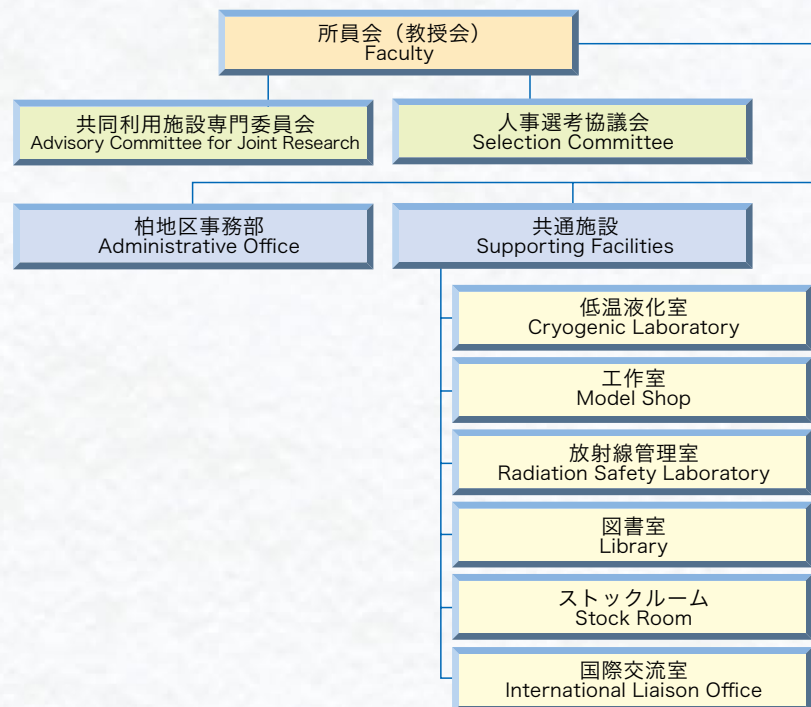 所員会（教授会）
Faculty
共同利用施設専門委員会
Advisory Committee for Joint Research
人事選考協議会
Selection Committee
柏地区事務部
Administrative Office
共通施設
Supporting Facilities
低温液化室
Cryogenic Laboratory
工作室
Model Shop
放射線管理室
Radiation Safety Laboratory
図書室
Library
ストックルーム
Stock Room
国際交流室
International Liaison Office